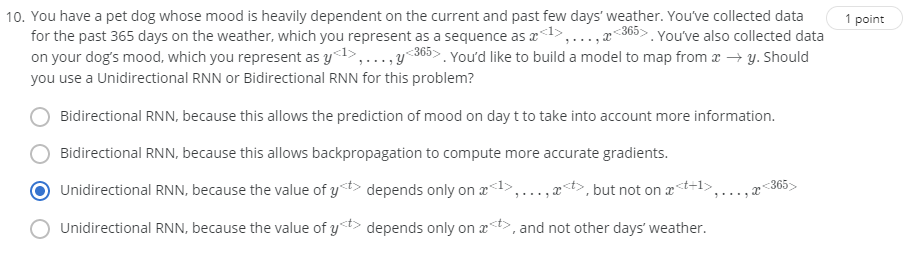 10. You have a pet dog whose mood is heavily dependent on the current and past few days' weather. You've collected data
1 point
for the past 365 days on the weather, which you represent as a sequence as x<1>, . . . , x<365>. You've also collected data
on your dog's mood, which you represent as y<1>, . . . , y<365>. You'd like to build a model to map from x → y. Should
you use a Unidirectional RNN or Bidirectional RNN for this problem?
Bidirectional RNN, because this allows the prediction of mood on day t to take into account more information.
Bidirectional RNN, because this allows backpropagation to compute more accurate gradients.
Unidirectional RNN, because the value of y<t> depends only on x<1>, . . . , x<t>, but not on x<t+1>, . . . , x<365>
Unidirectional RNN, because the value of y<t> depends only on x<t>, and not other days' weather.